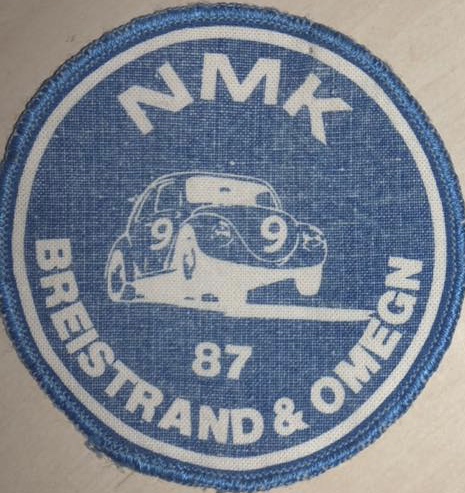 NMK
9 9
87
BREISTRAND & OMEGN